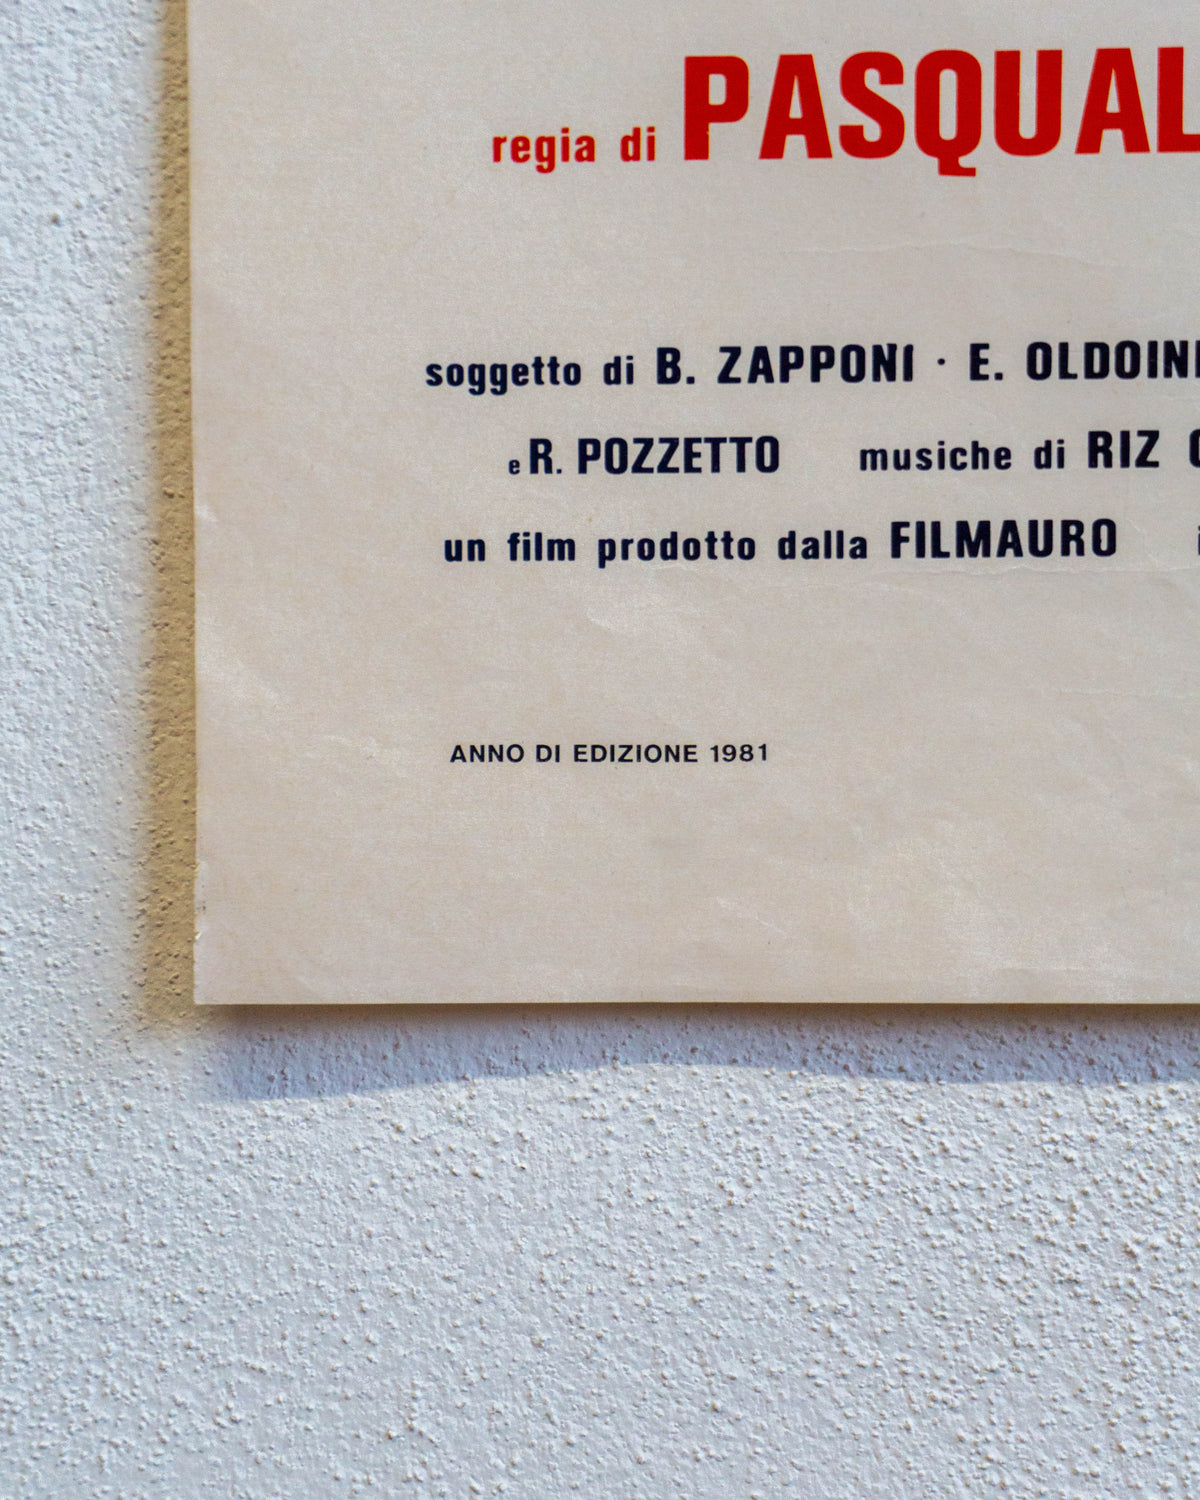 regia di PASQUAL
soggetto di B. ZAPPONI · E. OLDOIN
e R. POZZETTO musiche di RIZ
un film prodotto dalla FILMAURO
ANNO DI EDIZIONE 1981